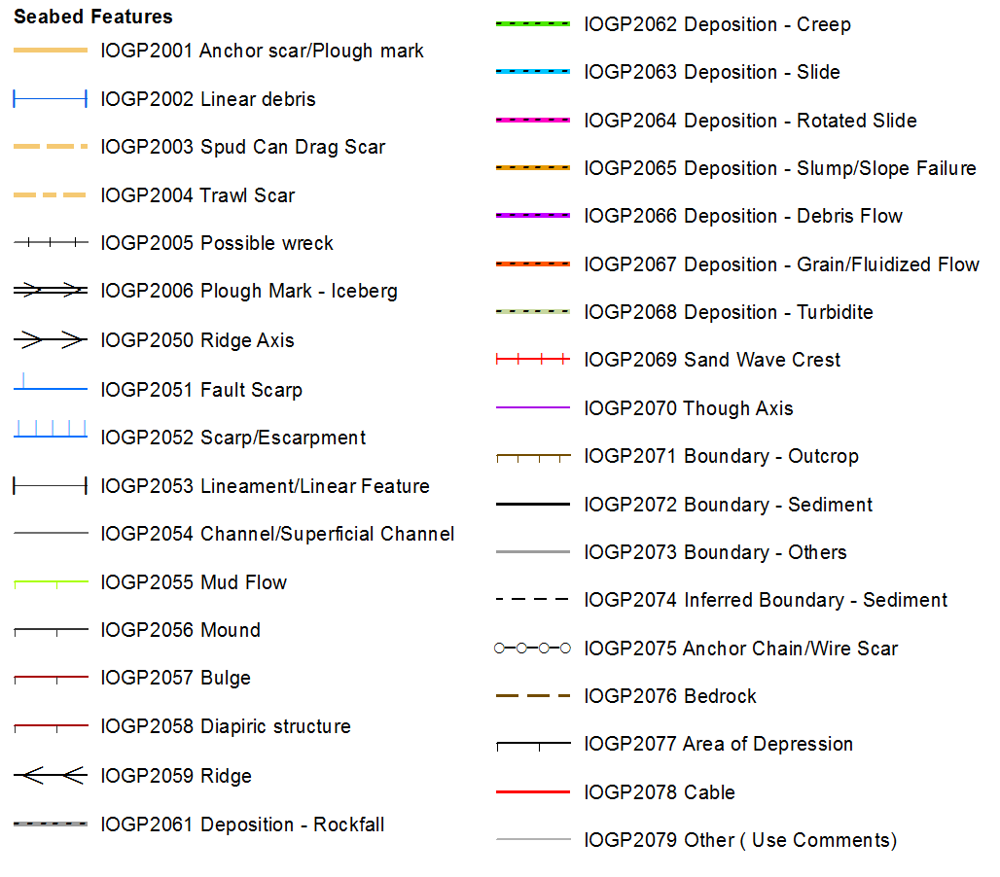 Seabed Features
IOGP2001 Anchor scar/Plough mark
IOGP2002 Linear debris
IOGP2003 Spud Can Drag Scar
IOGP2004 Trawl Scar
IOGP2005 Possible wreck
IOGP2006 Plough Mark - Iceberg
IOGP2050 Ridge Axis
IOGP2051 Fault Scarp
IOGP2052 Scarp/Escarpment
IOGP2053 Lineament/Linear Feature
IOGP2054 Channel/Superficial Channel
IOGP2055 Mud Flow
IOGP2056 Mound
IOGP2057 Bulge
IOGP2058 Diapiric structure
IOGP2059 Ridge
IOGP2061 Deposition - Rockfall
IOGP2062 Deposition - Creep
IOGP2063 Deposition - Slide
IOGP2064 Deposition - Rotated Slide
IOGP2065 Deposition - Slump/Slope Failure
IOGP2066 Deposition - Debris Flow
IOGP2067 Deposition - Grain/Fluidized Flow
IOGP2068 Deposition - Turbidite
IOGP2069 Sand Wave Crest
IOGP2070 Though Axis
IOGP2071 Boundary - Outcrop
IOGP2072 Boundary - Sediment
IOGP2073 Boundary - Others
IOGP2074 Inferred Boundary - Sediment
IOGP2075 Anchor Chain/Wire Scar
IOGP2076 Bedrock
IOGP2077 Area of Depression
IOGP2078 Cable
IOGP2079 Other ( Use Comments)